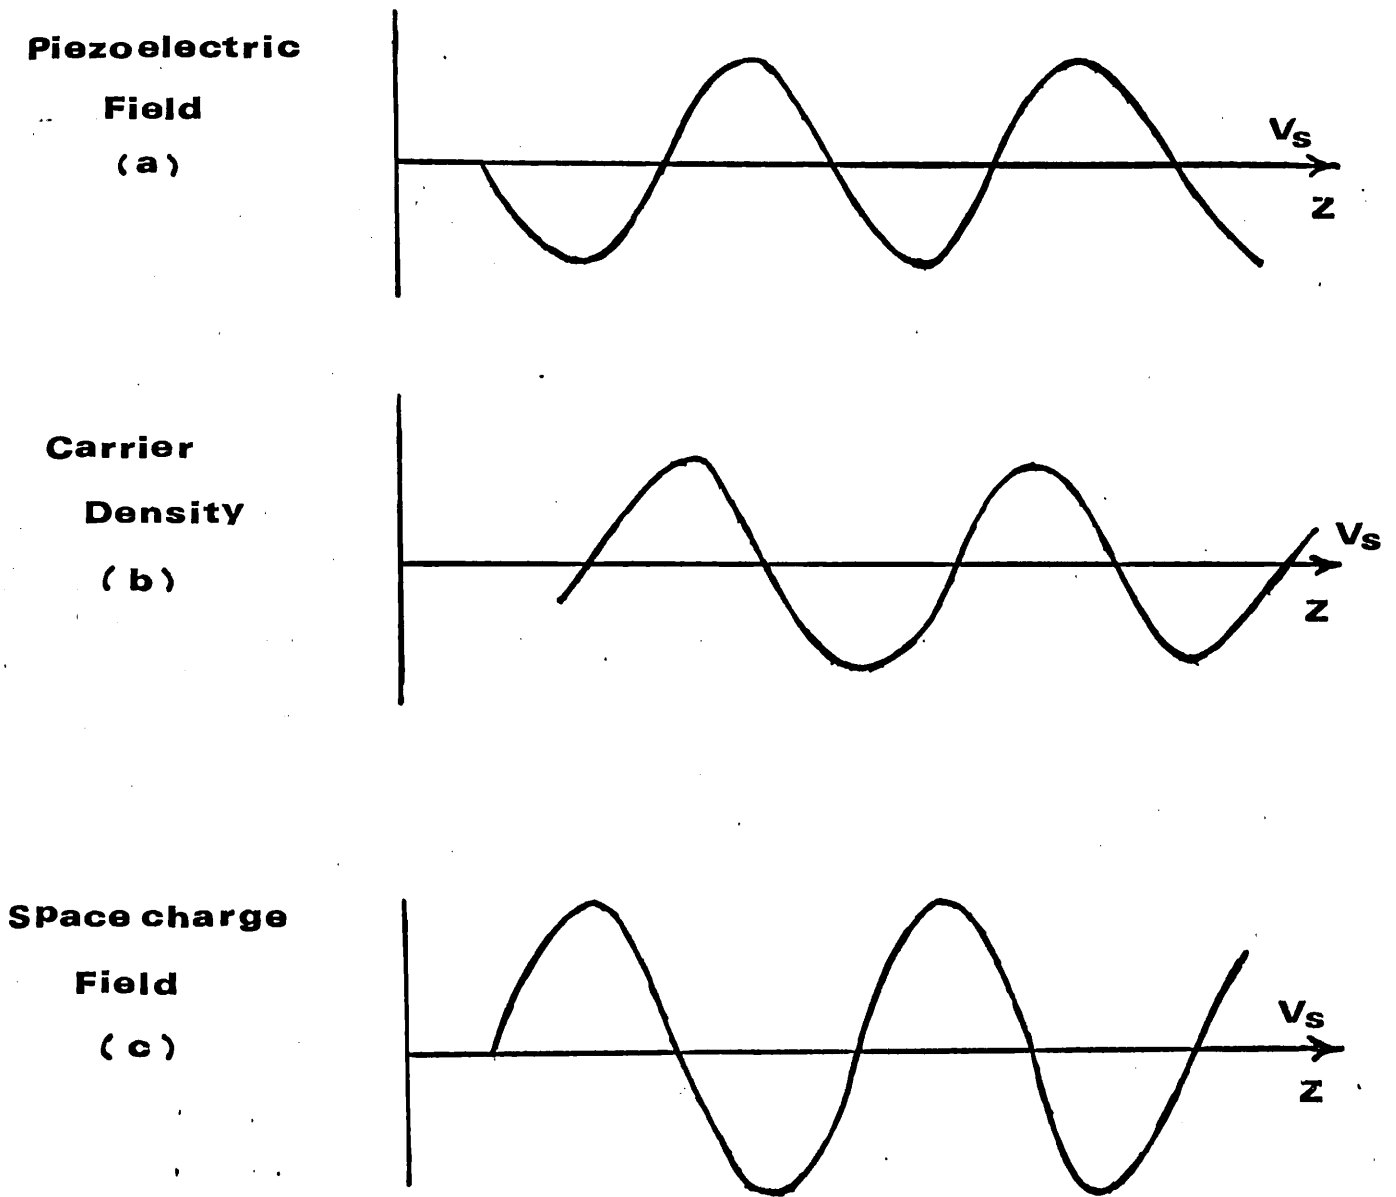 Piezoelectric
Field
(a)
Vs
Z
Carrier
Density
(b)
Vs
Z
Space charge
Field
(c)
Vs
Z